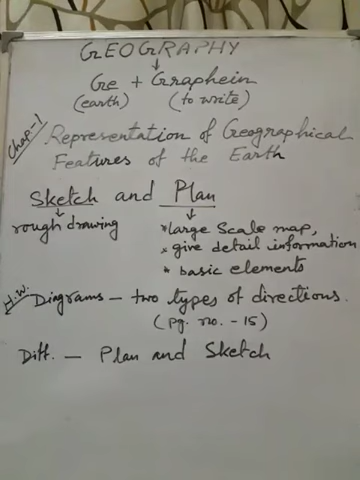 GEOGRAPHY
↓
Ge + Graphein
(earth) (to write)
Chap-1 Representation of Geographical
Features of the Earth
Sketch and Plan
↓ ↓
rough drawing * large Scale map,
* give detail information
* basic elements
H.W. Diagrams - two types of directions.
(pg. no. - 15)
Diff. - Plan and Sketch